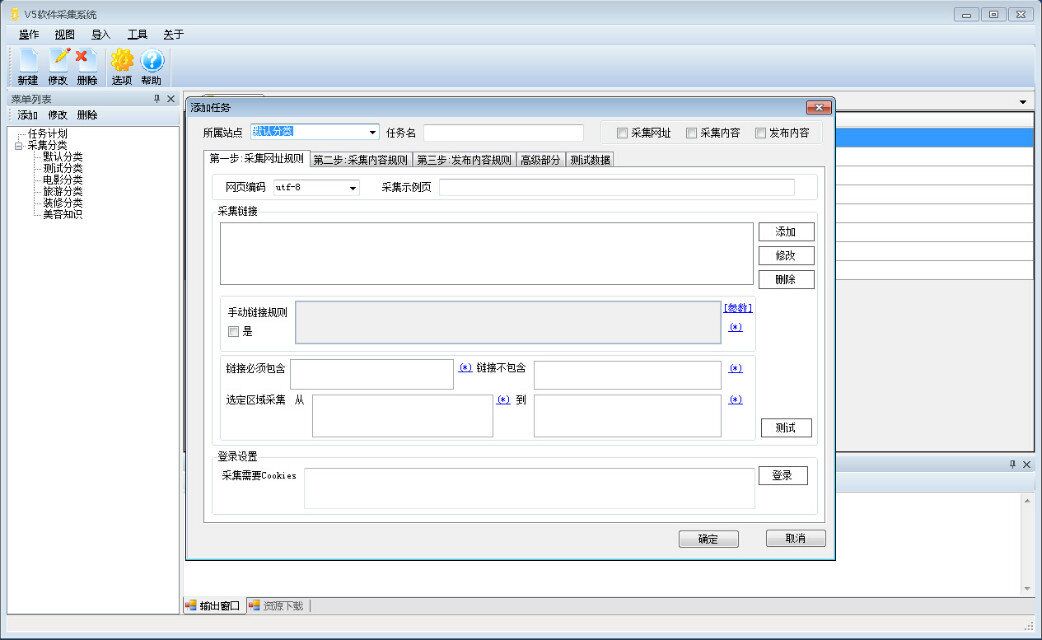 V5软件采集系统
操作 视图 导入 工具 关于
新建 修改 删除 选项 帮助
菜单列表
添加 修改 删除
任务计划
采集分类
默认分类
测试分类
电影分类
旅游分类
装修分类
美容知识
添加任务
所属站点 默认分类 任务名 采集网址 采集内容 发布内容
第一步:采集网址规则 第二步:采集内容规则 第三步:发布内容规则 高级部分 测试数据
网页编码 utf-8 采集示例页
采集链接
添加
修改
删除
手动链接规则 [参数]
是 (*)
链接必须包含 (*) 链接不包含 (*)
选定区域采集 从 (*) 到 (*)
测试
登录设置
采集需要Cookies 登录
确定 取消
输出窗口 资源下载